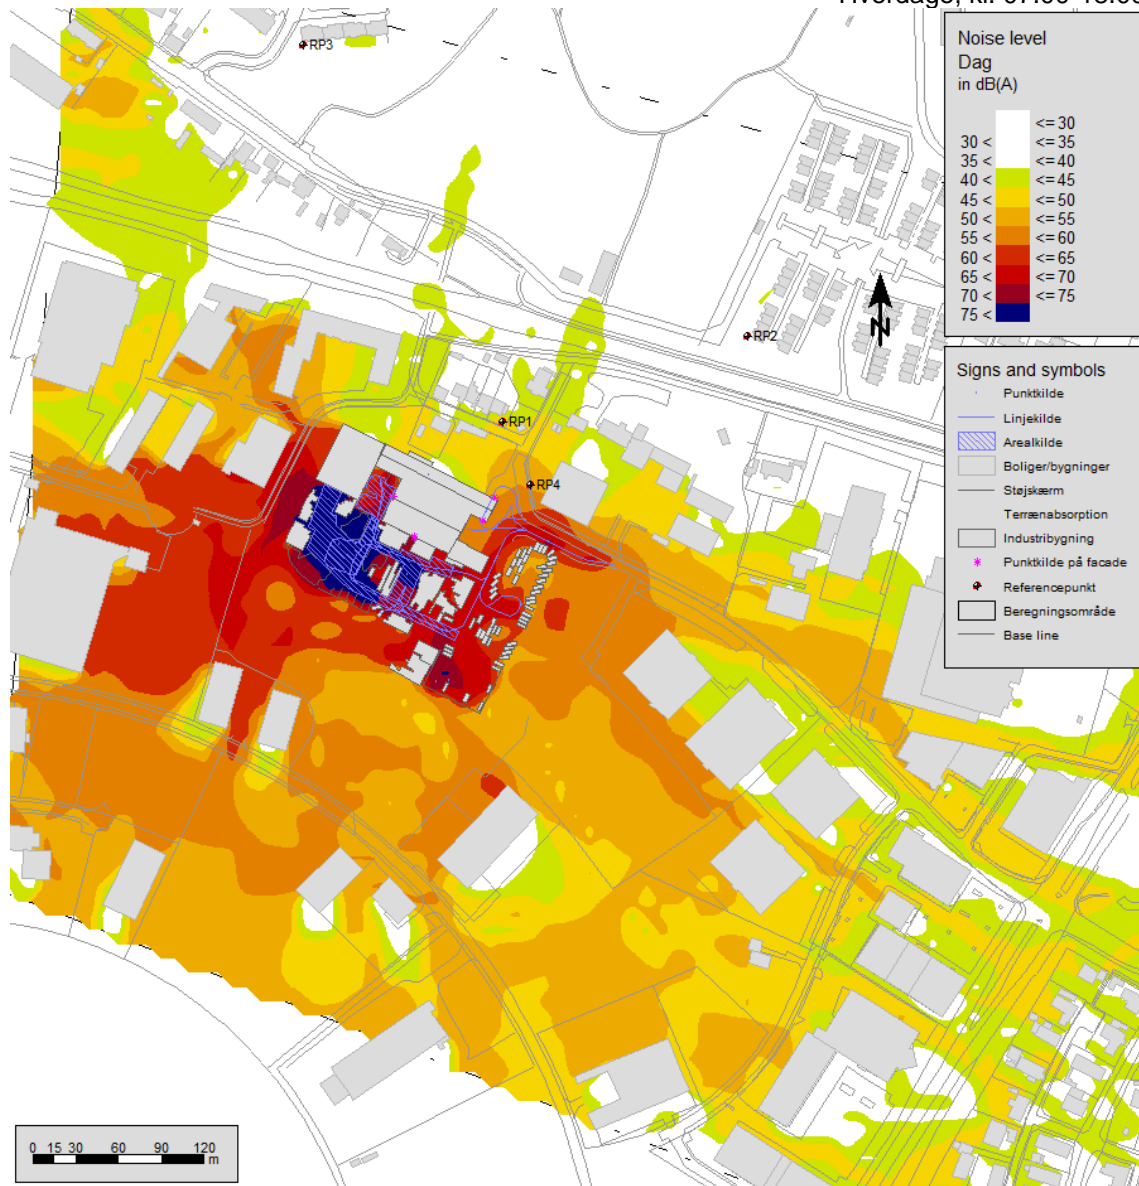 Noise level
Dag
in dB(A)
<= 30
30 < <= 35
35 < <= 40
40 < <= 45
45 < <= 50
50 < <= 55
55 < <= 60
60 < <= 65
65 < <= 70
70 < <= 75
75 <
Signs and symbols
Punktkilde
Linjekilde
Arealkilde
Boliger/bygninger
Støjskærm
Terrænabsorption
Industribygning
Punktkilde på facade
Referencepunkt
Beregningsområde
Base line
RP3
RP2
N
RP1
RP4
0 15 30 60 90 120
m